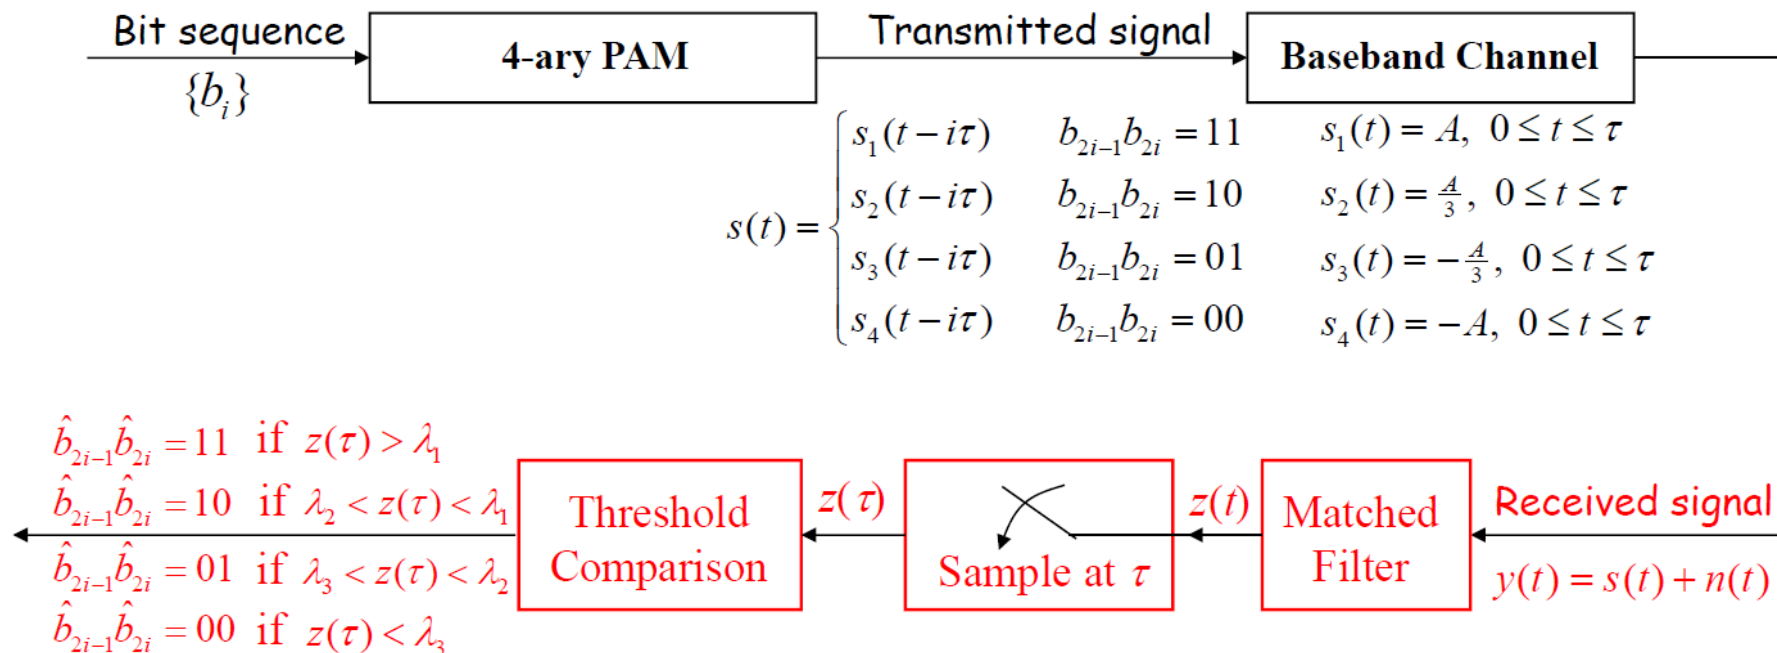 Bit sequence
{b_i}
4-ary PAM
Transmitted signal
Baseband Channel
s(t) = { s_1(t − iτ)  b_{2i−1}b_{2i} = 11  s_1(t) = A, 0 ≤ t ≤ τ
s_2(t − iτ)  b_{2i−1}b_{2i} = 10  s_2(t) = A/3, 0 ≤ t ≤ τ
s_3(t − iτ)  b_{2i−1}b_{2i} = 01  s_3(t) = −A/3, 0 ≤ t ≤ τ
s_4(t − iτ)  b_{2i−1}b_{2i} = 00  s_4(t) = −A, 0 ≤ t ≤ τ
b̂_{2i−1}b̂_{2i} = 11 if z(τ) > λ_1
b̂_{2i−1}b̂_{2i} = 10 if λ_2 < z(τ) < λ_1
b̂_{2i−1}b̂_{2i} = 01 if λ_3 < z(τ) < λ_2
b̂_{2i−1}b̂_{2i} = 00 if z(τ) < λ_3
Threshold
Comparison
z(τ)
Sample at τ
z(t)
Matched
Filter
Received signal
y(t) = s(t) + n(t)